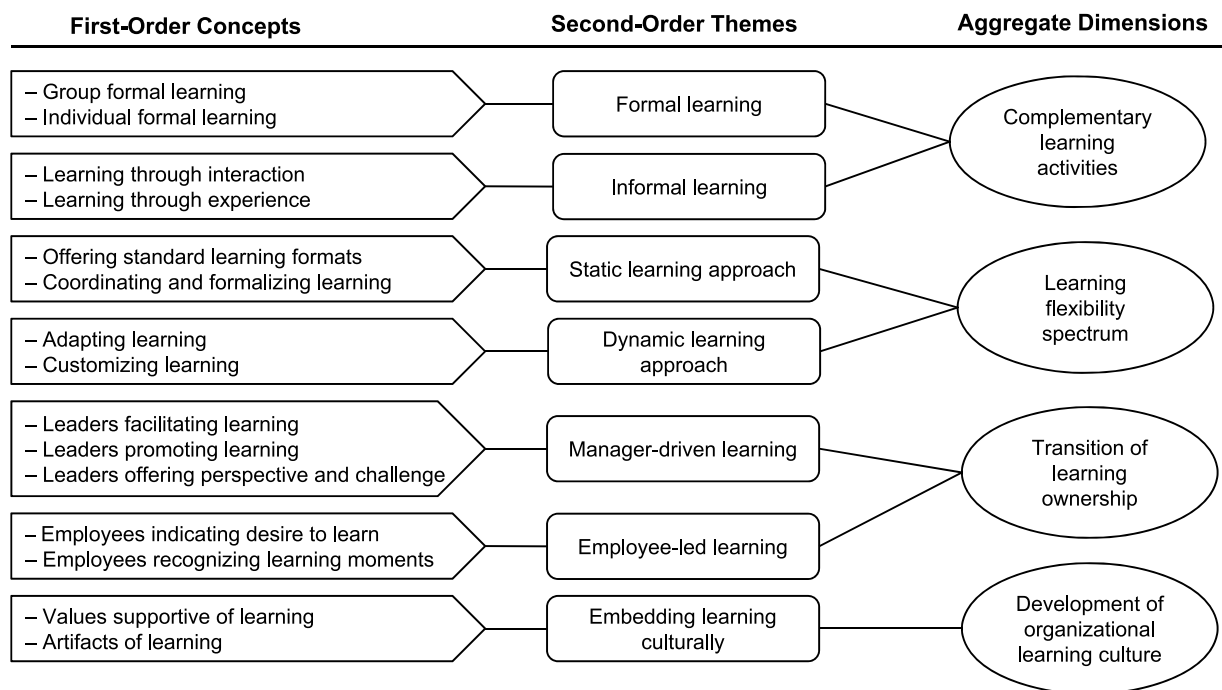 First-Order Concepts
Second-Order Themes
Aggregate Dimensions
– Group formal learning
– Individual formal learning
Formal learning
– Learning through interaction
– Learning through experience
Informal learning
Complementary
learning
activities
– Offering standard learning formats
– Coordinating and formalizing learning
Static learning approach
– Adapting learning
– Customizing learning
Dynamic learning
approach
Learning
flexibility
spectrum
– Leaders facilitating learning
– Leaders promoting learning
– Leaders offering perspective and challenge
Manager-driven learning
– Employees indicating desire to learn
– Employees recognizing learning moments
Employee-led learning
Transition of
learning
ownership
– Values supportive of learning
– Artifacts of learning
Embedding learning
culturally
Development of
organizational
learning culture